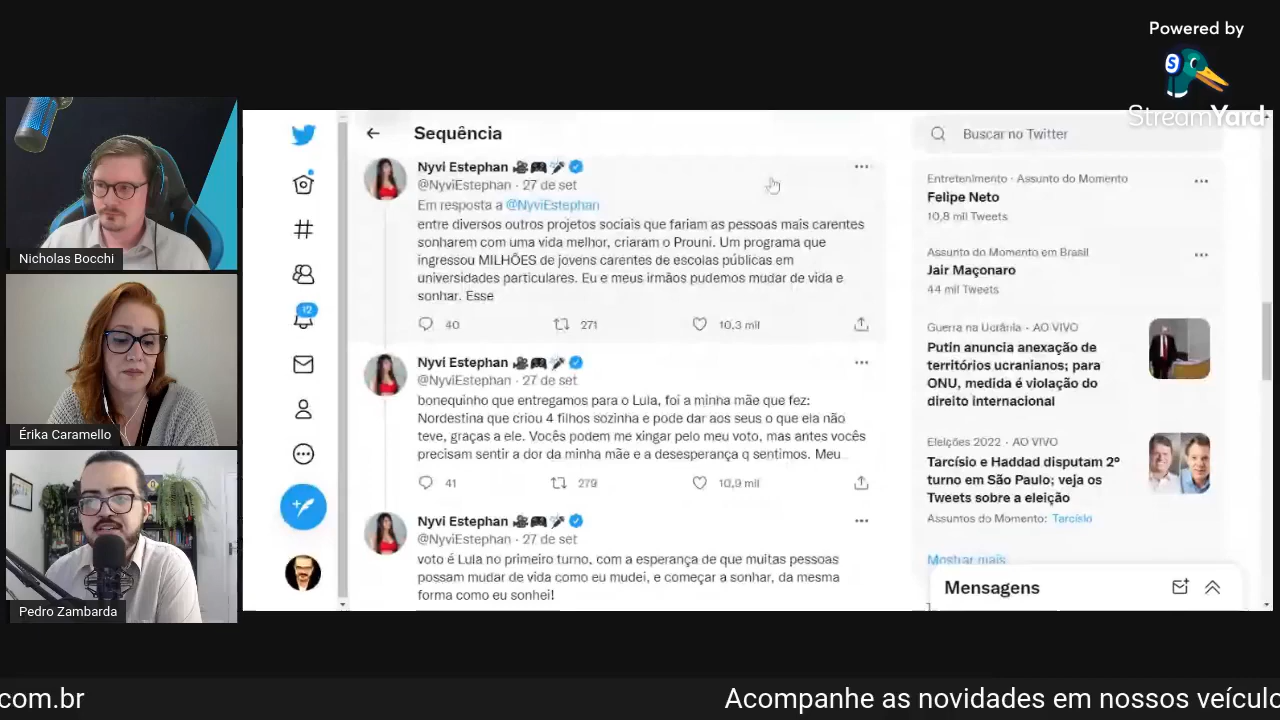 Powered by
StreamYard
Nicholas Bocchi
Érika Caramello
Pedro Zambarda
12
Sequência
Nyvi Estephan
@NyviEstephan · 27 de set
Em resposta a @NyviEstephan
entre diversos outros projetos sociais que fariam as pessoas mais carentes
sonharem com uma vida melhor, criaram o Prouni. Um programa que
ingressou MILHÕES de jovens carentes de escolas públicas em
universidades particulares. Eu e meus irmãos pudemos mudar de vida e
sonhar. Esse
40 271 10,3 mil
Nyvi Estephan
@NyviEstephan · 27 de set
bonequinho que entregamos para o Lula, foi a minha mãe que fez:
Nordestina que criou 4 filhos sozinha e pode dar aos seus o que ela não
teve, graças a ele. Vocês podem me xingar pelo meu voto, mas antes vocês
precisam sentir a dor da minha mãe e a desesperança q sentimos. Meu
41 279 10,9 mil
Nyvi Estephan
@NyviEstephan · 27 de set
voto é Lula no primeiro turno, com a esperança de que muitas pessoas
possam mudar de vida como eu mudei, e começar a sonhar, da mesma
forma como eu sonhei!
Buscar no Twitter
Entretenimento · Assunto do Momento
Felipe Neto
10,8 mil Tweets
Assunto do Momento em Brasil
Jair Maçonaro
44 mil Tweets
Guerra na Ucrânia · AO VIVO
Putin anuncia anexação de
territórios ucranianos; para
ONU, medida é violação do
direito internacional
Eleições 2022 · AO VIVO
Tarcísio e Haddad disputam 2º
turno em São Paulo; veja os
Tweets sobre a eleição
Assuntos do Momento: Tarcísio
Mostrar mais
Mensagens
com.br
Acompanhe as novidades em nossos veículo